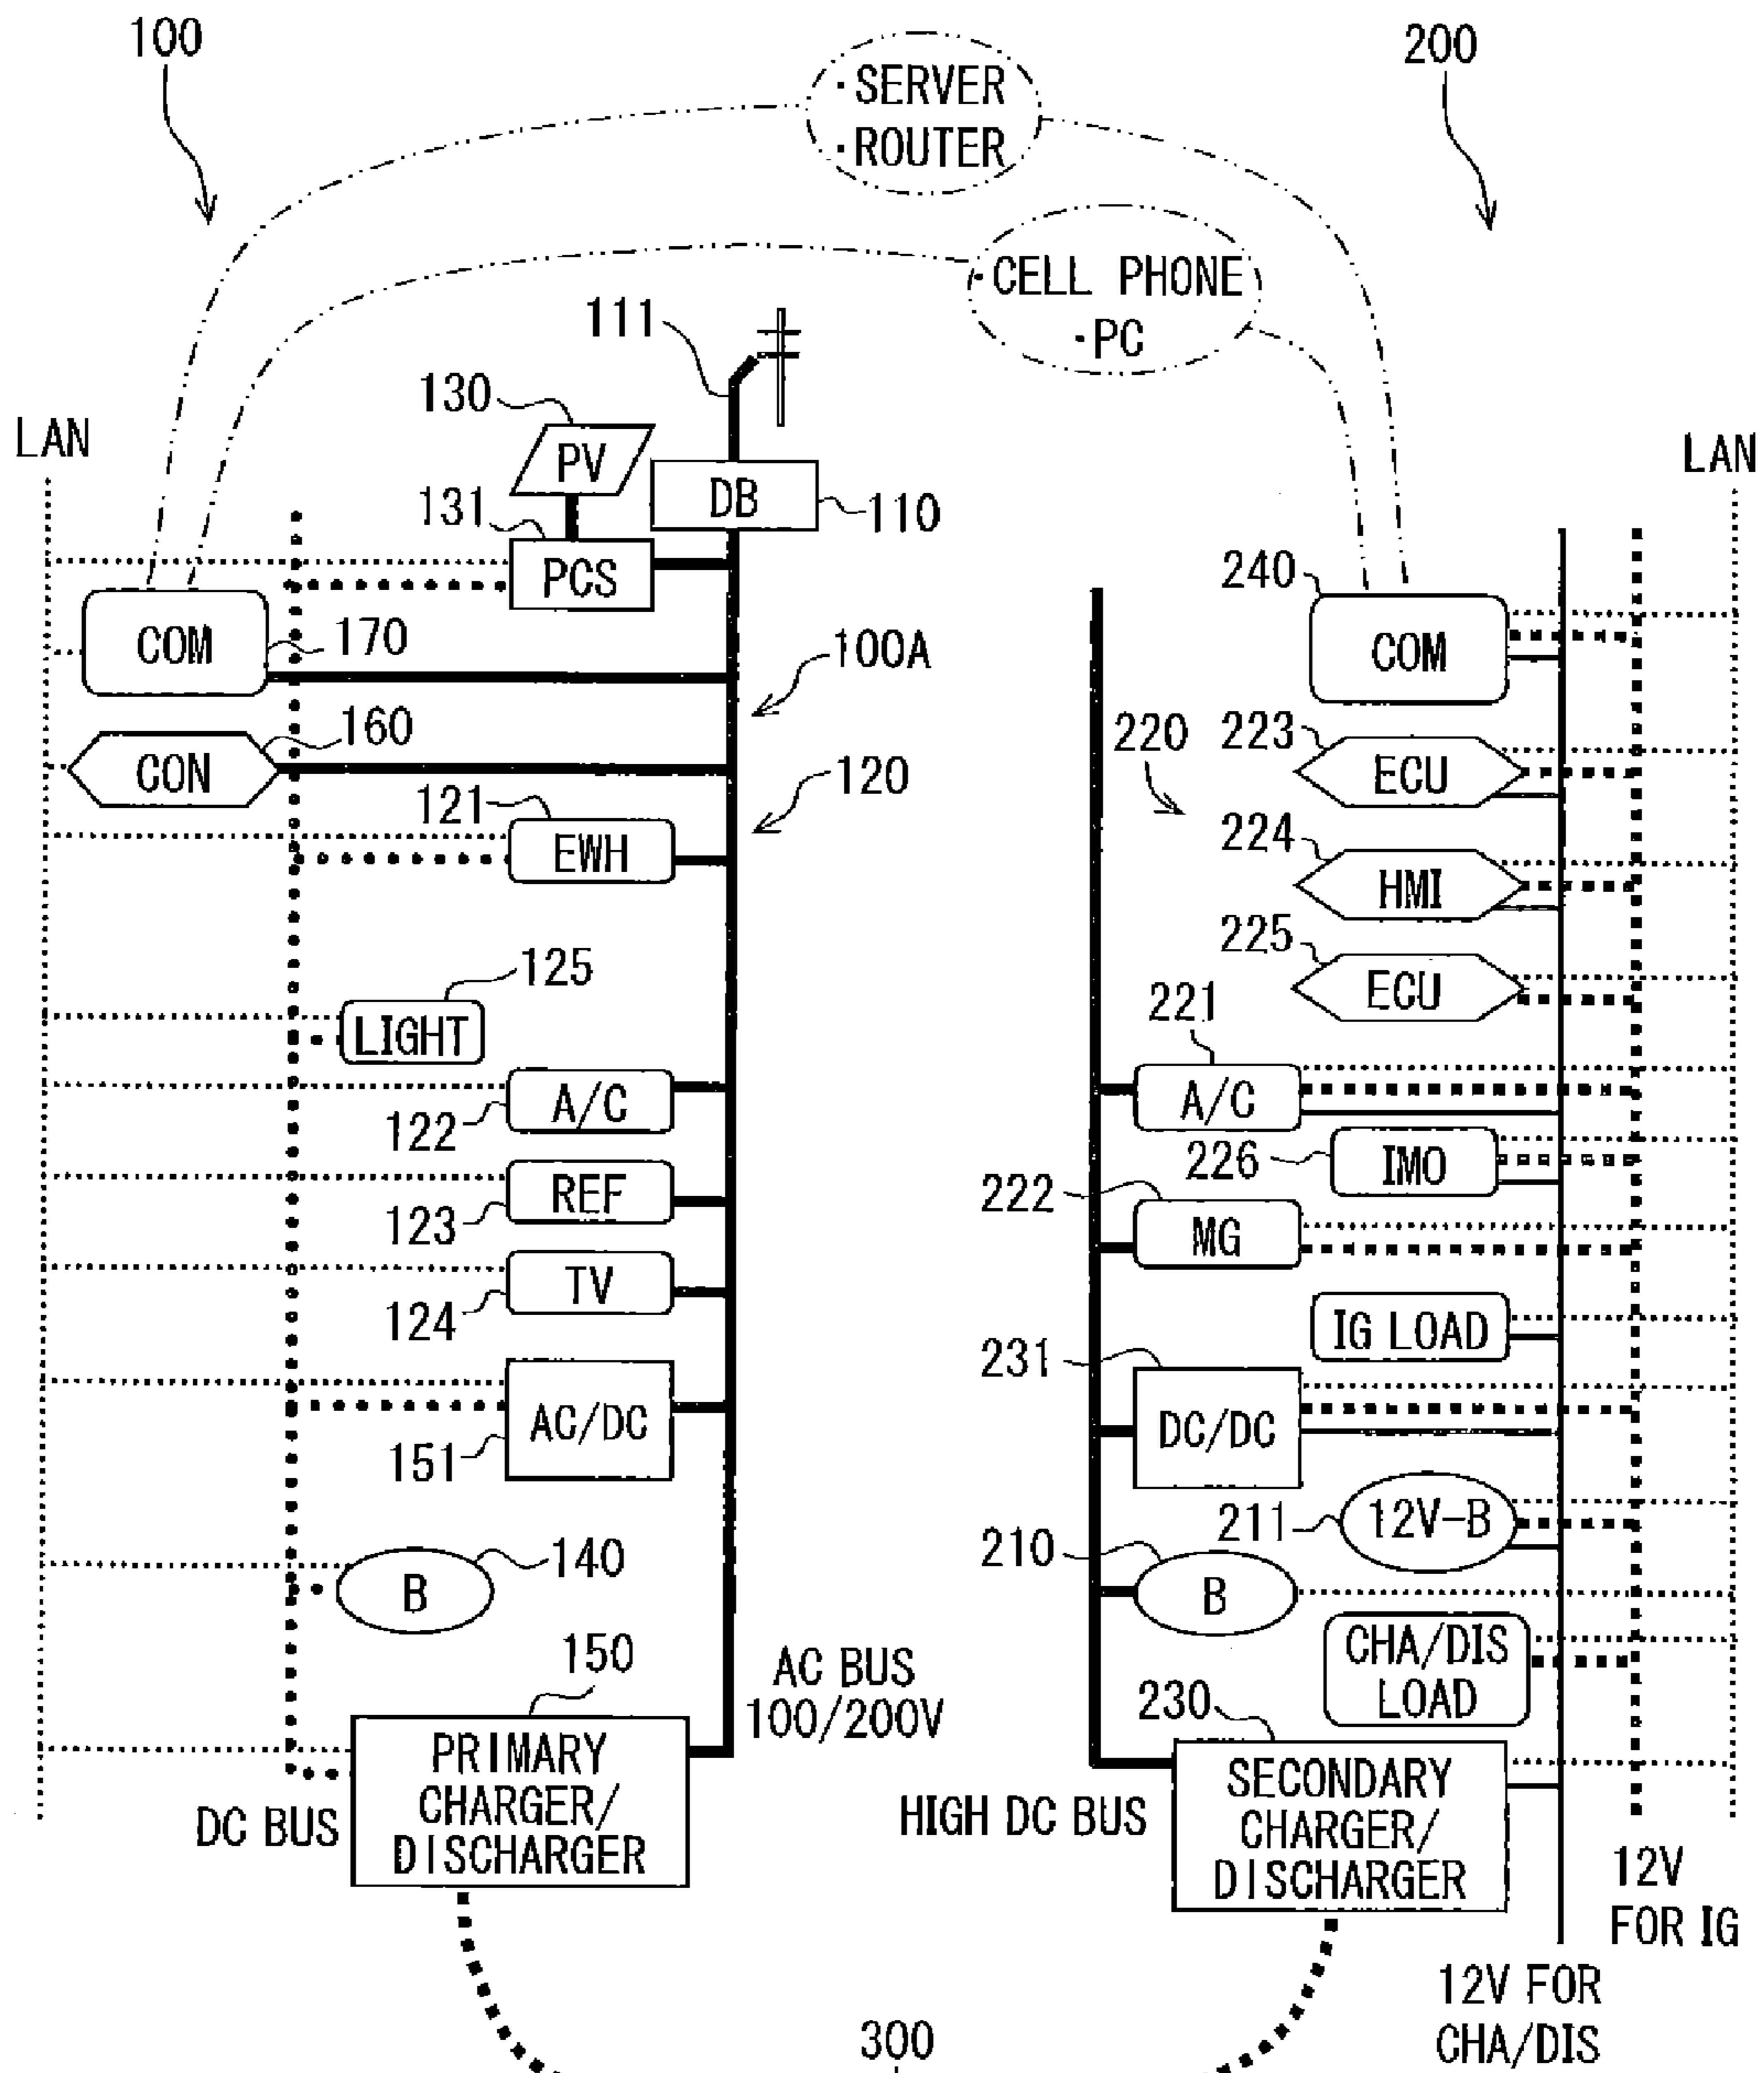 100
200
·SERVER
·ROUTER
·CELL PHONE
·PC
111
130
LAN
LAN
PV
DB
110
131
PCS
240
COM
170
COM
100A
160
CON
120
220
223
ECU
121
EWH
224
HMI
225
ECU
125
LIGHT
221
A/C
122
A/C
226
IMO
222
MG
123
REF
124
TV
IG LOAD
231
DC/DC
151
AC/DC
211
12V-B
210
B
140
B
CHA/DIS
LOAD
150
AC BUS
100/200V
230
PRIMARY
CHARGER/
DISCHARGER
DC BUS
HIGH DC BUS
SECONDARY
CHARGER/
DISCHARGER
12V
FOR IG
12V FOR
CHA/DIS
300